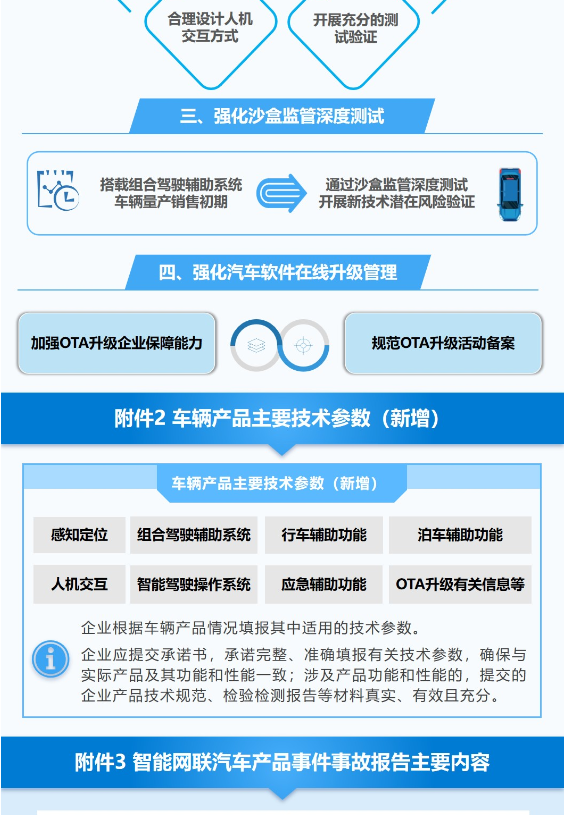 合理设计人机
交互方式
开展充分的测
试验证
三、强化沙盒监管深度测试
搭载组合驾驶辅助系统
车辆量产销售初期
通过沙盒监管深度测试
开展新技术潜在风险验证
四、强化汽车软件在线升级管理
加强OTA升级企业保障能力
规范OTA升级活动备案
附件2 车辆产品主要技术参数（新增）
车辆产品主要技术参数（新增）
感知定位
组合驾驶辅助系统
行车辅助功能
泊车辅助功能
人机交互
智能驾驶操作系统
应急辅助功能
OTA升级有关信息等
企业根据车辆产品情况填报其中适用的技术参数。
企业应提交承诺书，承诺完整、准确填报有关技术参数，确保与
实际产品及其功能和性能一致；涉及产品功能和性能的，提交的
企业产品技术规范、检验检测报告等材料真实、有效且充分。
附件3 智能网联汽车产品事件事故报告主要内容